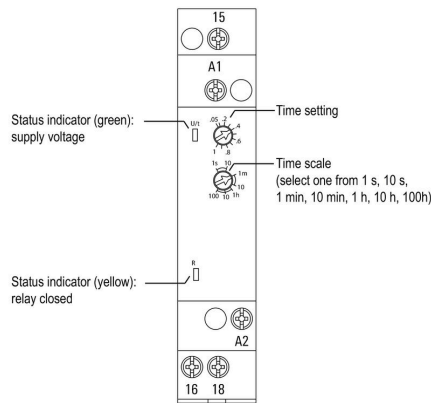 15
A1
Status indicator (green):
supply voltage
U/t
.05 .2 .4 .6 .8 1
Time setting
1s 10 1m 10 1h 10 100
Time scale
(select one from 1 s, 10 s,
1 min, 10 min, 1 h, 10 h, 100h)
R
Status indicator (yellow):
relay closed
A2
16 18